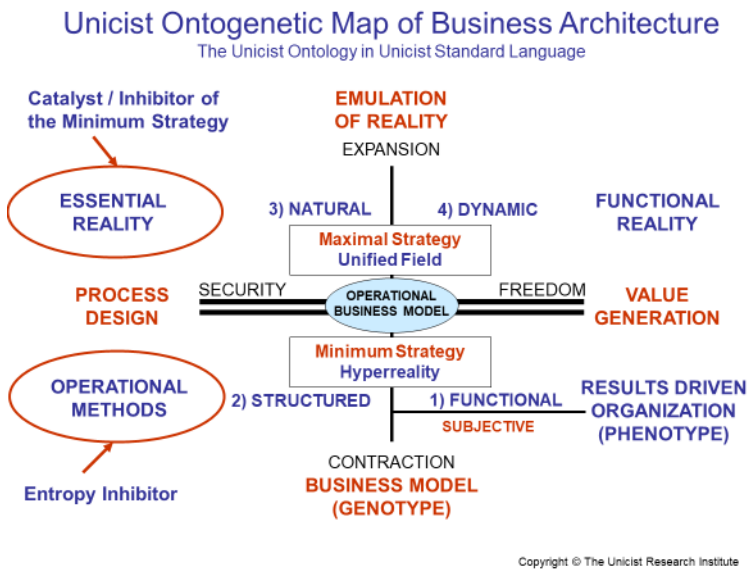 Unicist Ontogenetic Map of Business Architecture
The Unicist Ontology in Unicist Standard Language
Catalyst / Inhibitor of
the Minimum Strategy
EMULATION
OF REALITY
EXPANSION
ESSENTIAL
REALITY
3) NATURAL
4) DYNAMIC
FUNCTIONAL
REALITY
Maximal Strategy
Unified Field
PROCESS
DESIGN
SECURITY
OPERATIONAL
BUSINESS MODEL
FREEDOM
VALUE
GENERATION
Minimum Strategy
Hyperreality
OPERATIONAL
METHODS
2) STRUCTURED
1) FUNCTIONAL
SUBJECTIVE
RESULTS DRIVEN
ORGANIZATION
(PHENOTYPE)
CONTRACTION
BUSINESS MODEL
(GENOTYPE)
Entropy Inhibitor
Copyright © The Unicist Research Institute